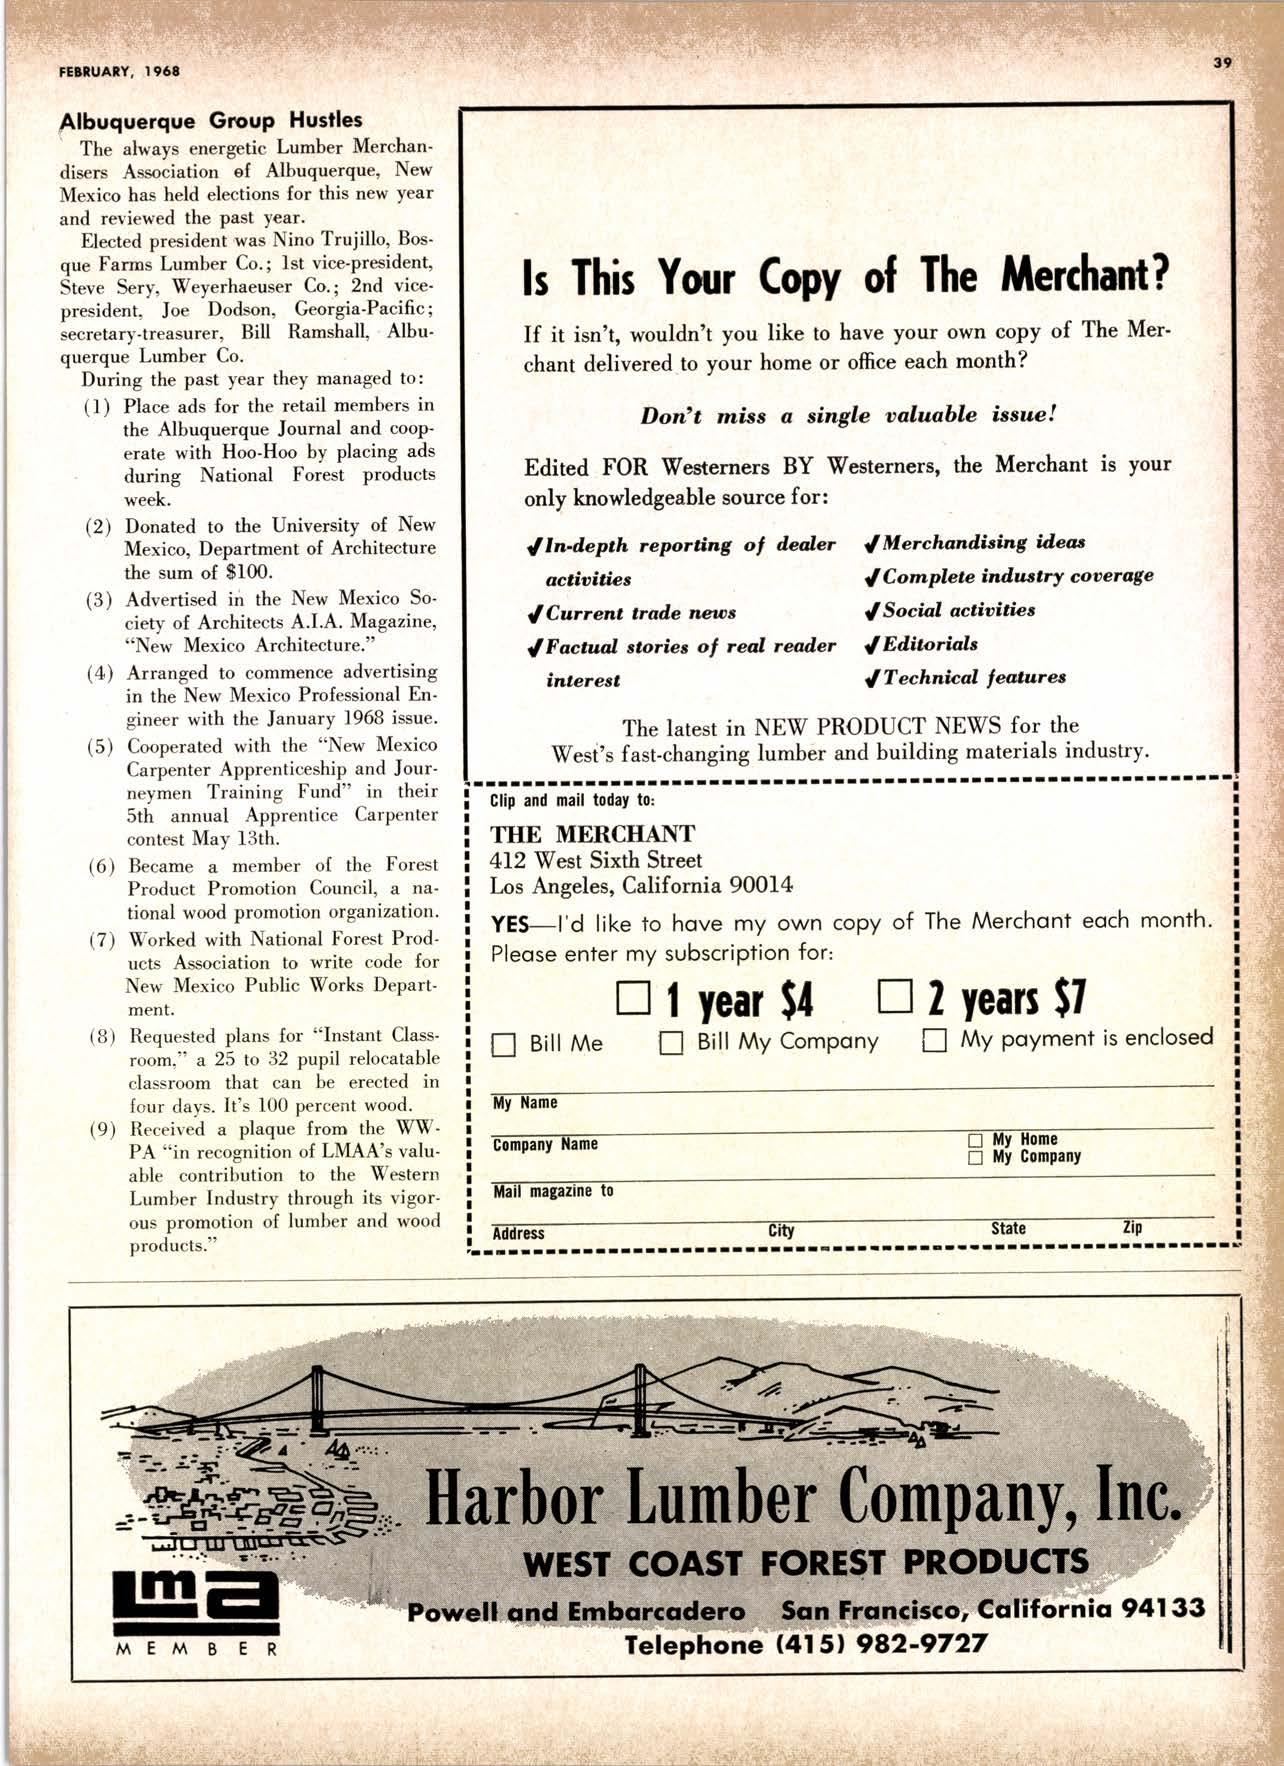 FEBRUARY, 1968
39
Albuquerque Group Hustles
The always energetic Lumber Merchan-
disers Association of Albuquerque, New
Mexico has held elections for this new year
and reviewed the past year.
Elected president was Nino Trujillo, Bos-
que Farms Lumber Co.; 1st vice-president,
Steve Sery, Weyerhaeuser Co.; 2nd vice-
president, Joe Dodson, Georgia-Pacific;
secretary-treasurer, Bill Ramshall, Albu-
querque Lumber Co.
During the past year they managed to:
(1) Place ads for the retail members in
the Albuquerque Journal and coop-
erate with Hoo-Hoo by placing ads
during National Forest products
week.
(2) Donated to the University of New
Mexico, Department of Architecture
the sum of $100.
(3) Advertised in the New Mexico So-
ciety of Architects A.I.A. Magazine,
"New Mexico Architecture."
(4) Arranged to commence advertising
in the New Mexico Professional En-
gineer with the January 1968 issue.
(5) Cooperated with the "New Mexico
Carpenter Apprenticeship and Jour-
neymen Training Fund" in their
5th annual Apprentice Carpenter
contest May 13th.
(6) Became a member of the Forest
Product Promotion Council, a na-
tional wood promotion organization.
(7) Worked with National Forest Prod-
ucts Association to write code for
New Mexico Public Works Depart-
ment.
(8) Requested plans for "Instant Class-
room," a 25 to 32 pupil relocatable
classroom that can be erected in
four days. It's 100 percent wood.
(9) Received a plaque from the WW-
PA "in recognition of LMAA's valu-
able contribution to the Western
Lumber Industry through its vigor-
ous promotion of lumber and wood
products."
Is This Your Copy of The Merchant?
If it isn't, wouldn't you like to have your own copy of The Mer-
chant delivered to your home or office each month?
Don't miss a single valuable issue!
Edited FOR Westerners BY Westerners, the Merchant is your
only knowledgeable source for:
✓In-depth reporting of dealer
activities
✓Current trade news
✓Factual stories of real reader
interest
✓Merchandising ideas
✓Complete industry coverage
✓Social activities
✓Editorials
✓Technical features
The latest in NEW PRODUCT NEWS for the
West's fast-changing lumber and building materials industry.
Clip and mail today to:
THE MERCHANT
412 West Sixth Street
Los Angeles, California 90014
YES—I'd like to have my own copy of The Merchant each month.
Please enter my subscription for:
☐ 1 year $4 ☐ 2 years $7
☐ Bill Me ☐ Bill My Company ☐ My payment is enclosed
My Name
Company Name
☐ My Home
☐ My Company
Mail magazine to
Address City State Zip
Harbor Lumber Company, Inc.
WEST COAST FOREST PRODUCTS
Powell and Embarcadero San Francisco, California 94133
Telephone (415) 982-9727
Lma
MEMBER